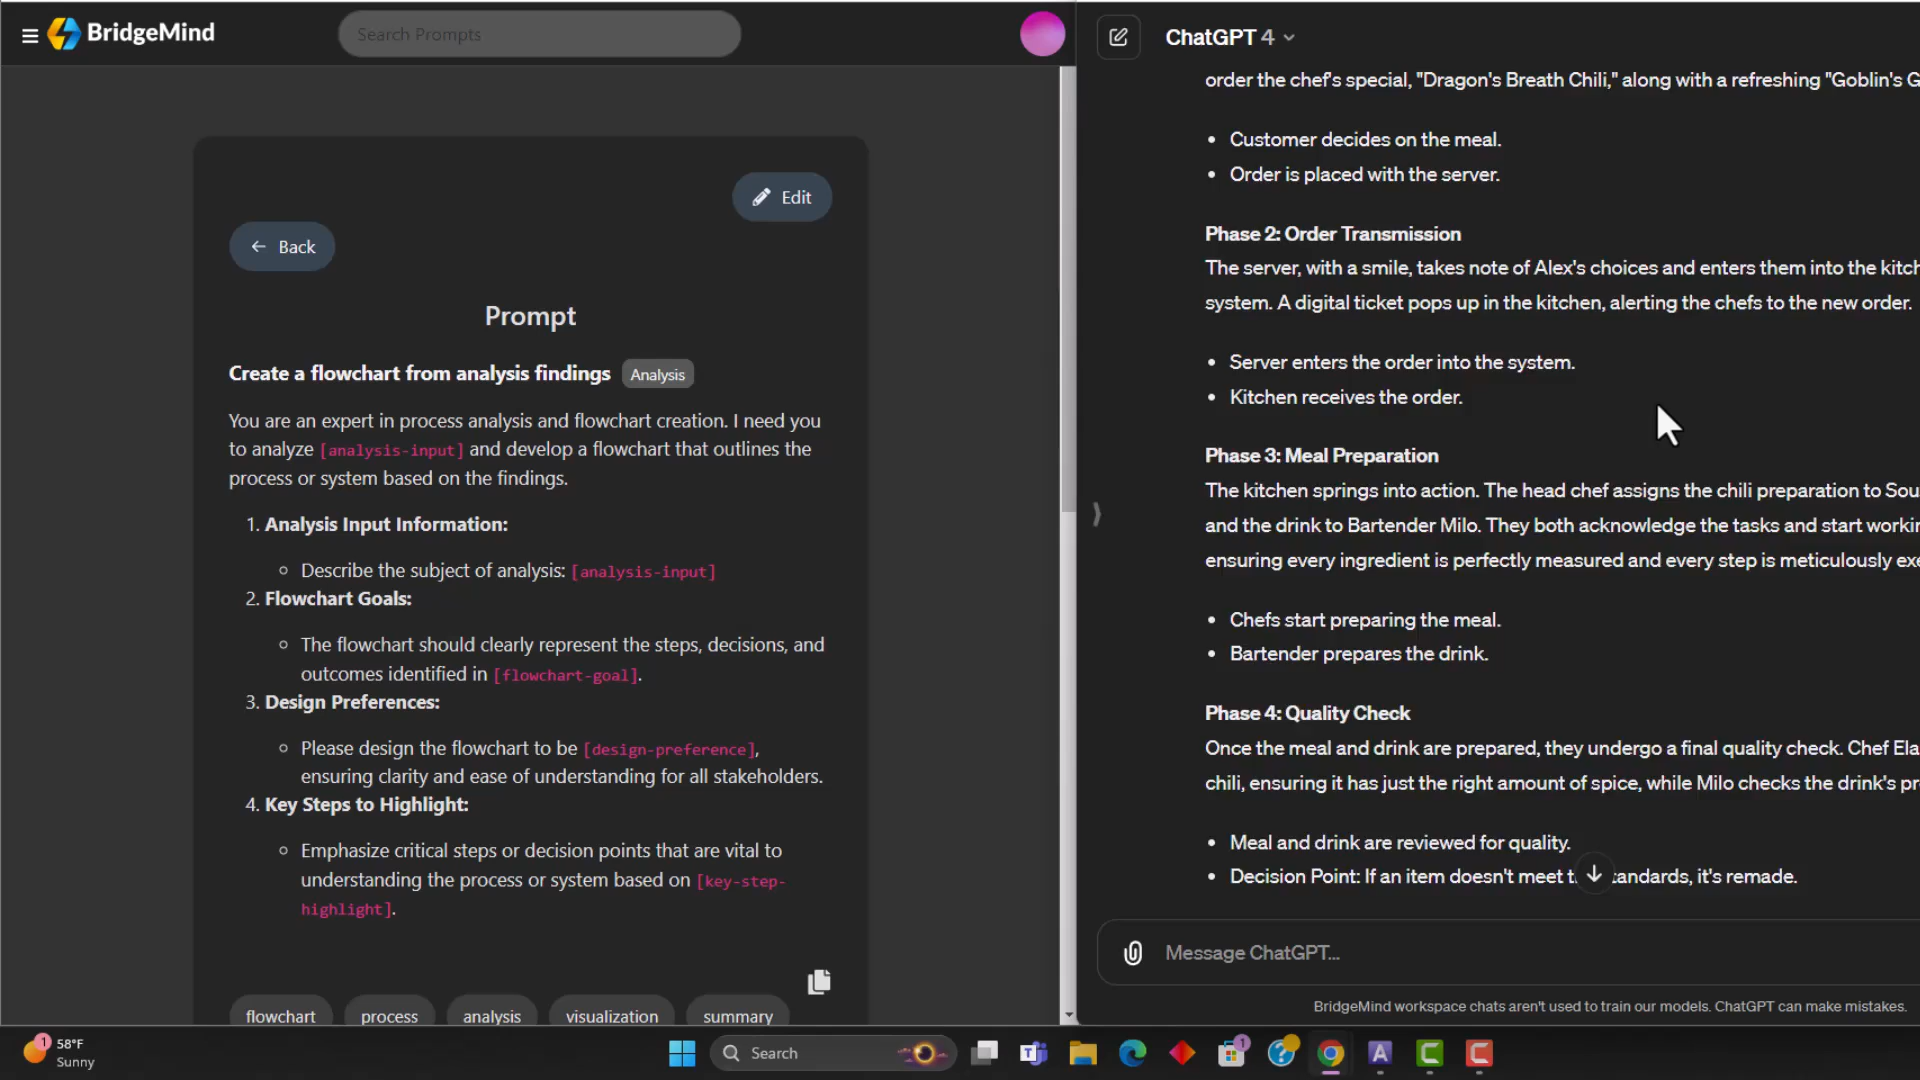 BridgeMind
Search Prompts
Edit
Back
Prompt
Create a flowchart from analysis findings Analysis
You are an expert in process analysis and flowchart creation. I need you
to analyze [analysis-input] and develop a flowchart that outlines the
process or system based on the findings.
1. Analysis Input Information:
Describe the subject of analysis: [analysis-input]
2. Flowchart Goals:
The flowchart should clearly represent the steps, decisions, and
outcomes identified in [flowchart-goal].
3. Design Preferences:
Please design the flowchart to be [design-preference],
ensuring clarity and ease of understanding for all stakeholders.
4. Key Steps to Highlight:
Emphasize critical steps or decision points that are vital to
understanding the process or system based on [key-step-
highlight].
flowchart process analysis visualization summary
ChatGPT 4
order the chef's special, "Dragon's Breath Chili," along with a refreshing "Goblin's
• Customer decides on the meal.
• Order is placed with the server.
Phase 2: Order Transmission
The server, with a smile, takes note of Alex's choices and enters them into the
system. A digital ticket pops up in the kitchen, alerting the chefs to the new order.
• Server enters the order into the system.
• Kitchen receives the order.
Phase 3: Meal Preparation
The kitchen springs into action. The head chef assigns the chili preparation to
and the drink to Bartender Milo. They both acknowledge the tasks and start
ensuring every ingredient is perfectly measured and every step is meticulously
• Chefs start preparing the meal.
• Bartender prepares the drink.
Phase 4: Quality Check
Once the meal and drink are prepared, they undergo a final quality check. Chef
chili, ensuring it has just the right amount of spice, while Milo checks the drink's
• Meal and drink are reviewed for quality.
• Decision Point: If an item doesn't meet standards, it's remade.
Message ChatGPT...
BridgeMind workspace chats aren't used to train our models. ChatGPT can make mistakes.
1 58°F
Sunny
Search
1